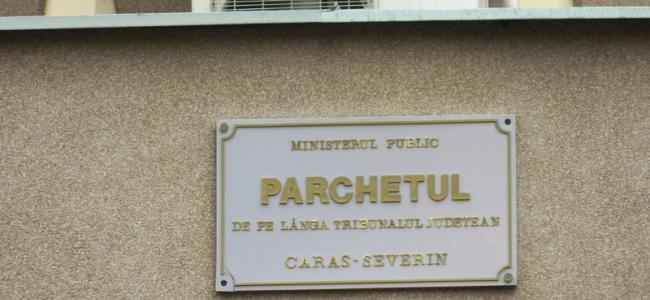 MINISTERUL PUBLIC
PARCHETUL
DE PE LÂNGA TRIBUNALUL JUDEȚEAN
CARAS-SEVERIN